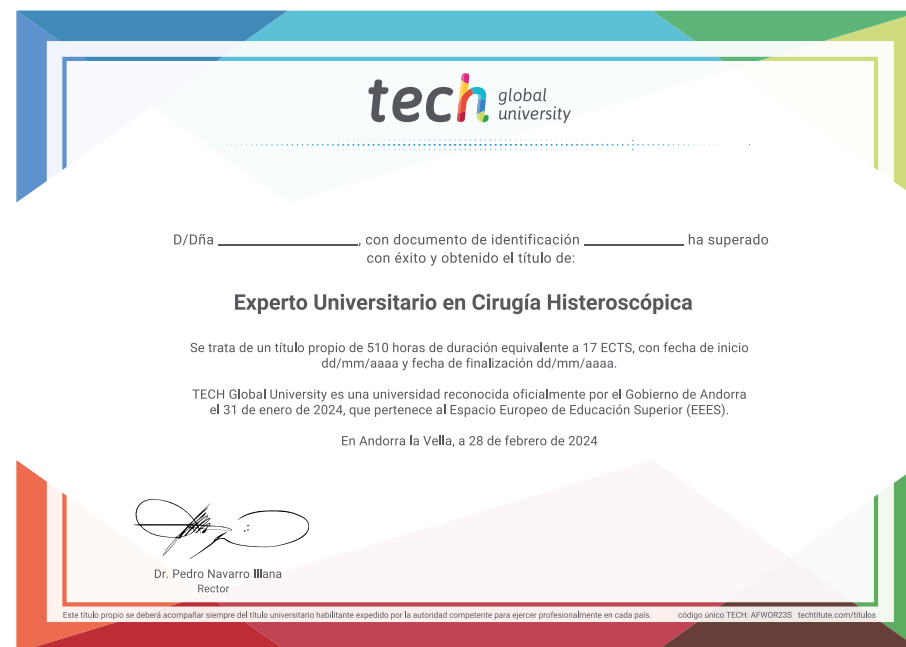 tech global university
D/Dña ______________, con documento de identificación __________ ha superado
con éxito y obtenido el título de:
Experto Universitario en Cirugía Histeroscópica
Se trata de un título propio de 510 horas de duración equivalente a 17 ECTS, con fecha de inicio
dd/mm/aaaa y fecha de finalización dd/mm/aaaa.
TECH Global University es una universidad reconocida oficialmente por el Gobierno de Andorra
el 31 de enero de 2024, que pertenece al Espacio Europeo de Educación Superior (EEES).
En Andorra la Vella, a 28 de febrero de 2024
Dr. Pedro Navarro Illana
Rector
Este título propio se deberá acompañar siempre del título universitario habilitante expedido por la autoridad competente para ejercer profesionalmente en cada país. código único TECH: AFWOR23S techtitute.com/titulos